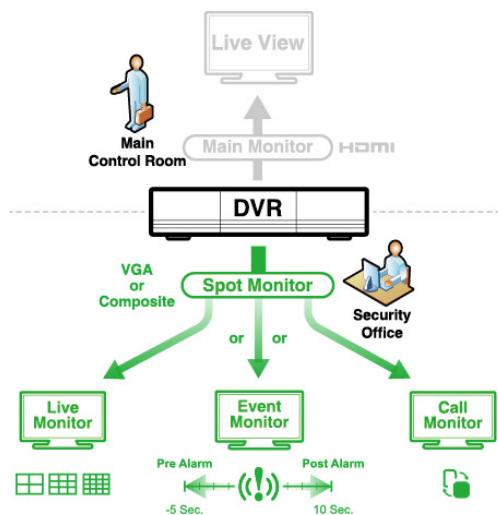 Live View
Main
Control Room
Main Monitor
HDMI
DVR
VGA
or
Composite
Spot Monitor
Security
Office
or
or
Live
Monitor
Event
Monitor
Call
Monitor
Pre Alarm
Post Alarm
-5 Sec.
10 Sec.